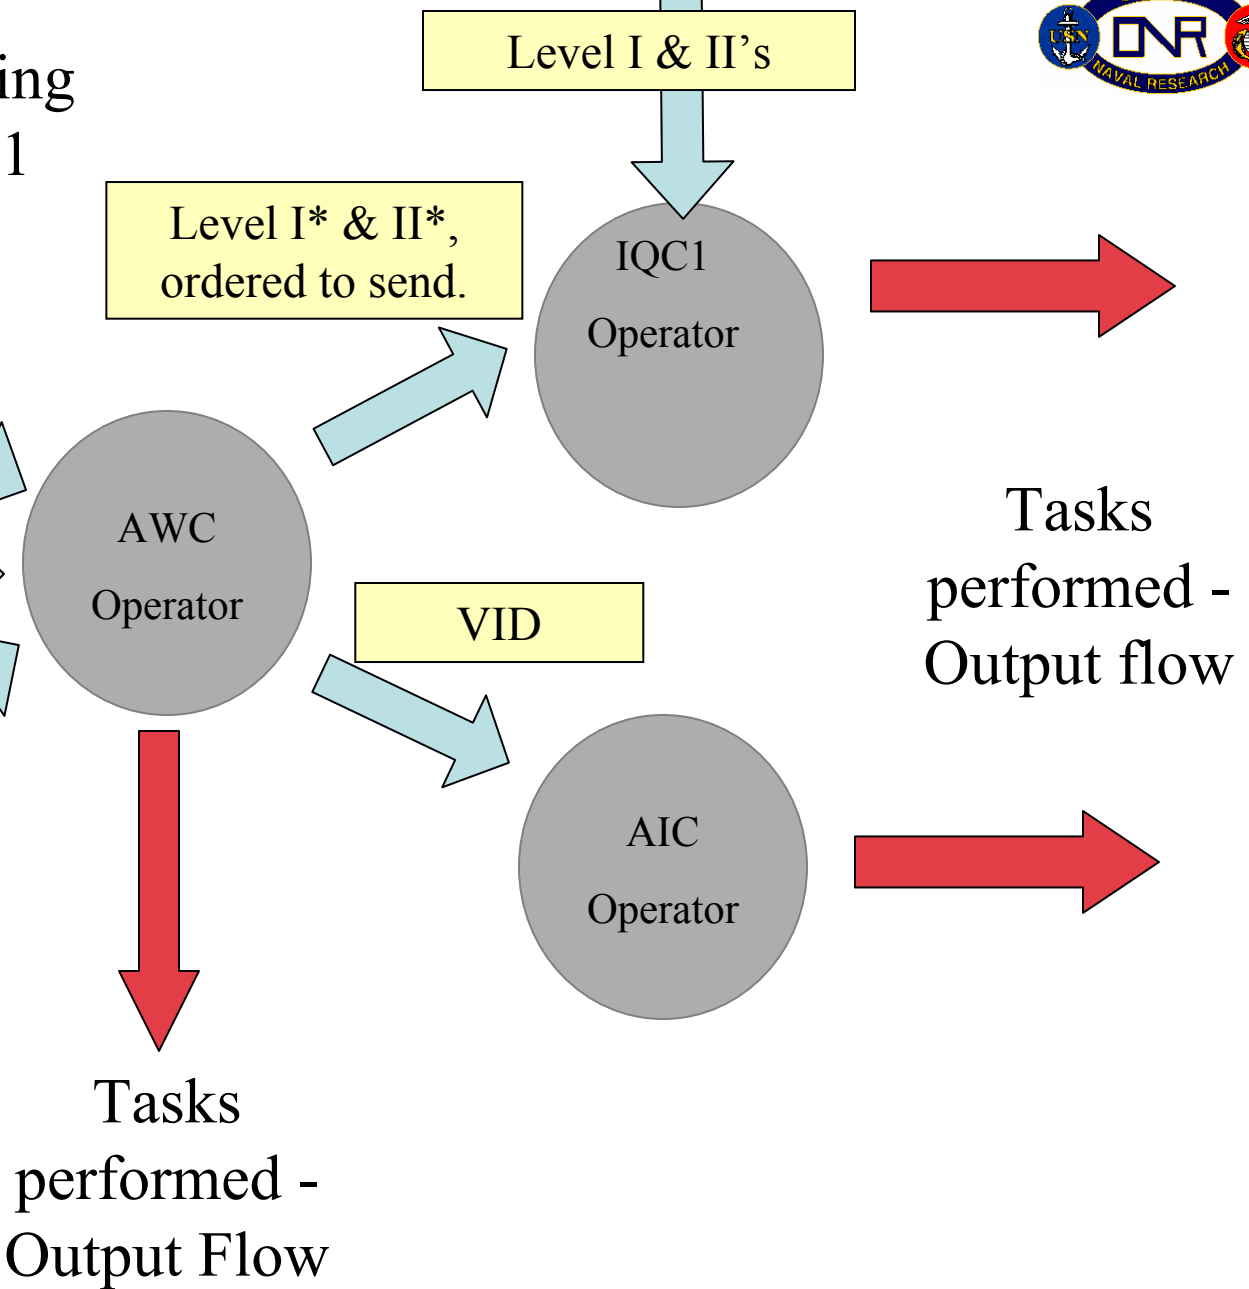 Level I & II’s
USN
ONR
NAVAL RESEARCH
1
Level I* & II*,
ordered to send.
IQC1
Operator
AWC
Operator
VID
Tasks
performed -
Output flow
AIC
Operator
Tasks
performed -
Output Flow